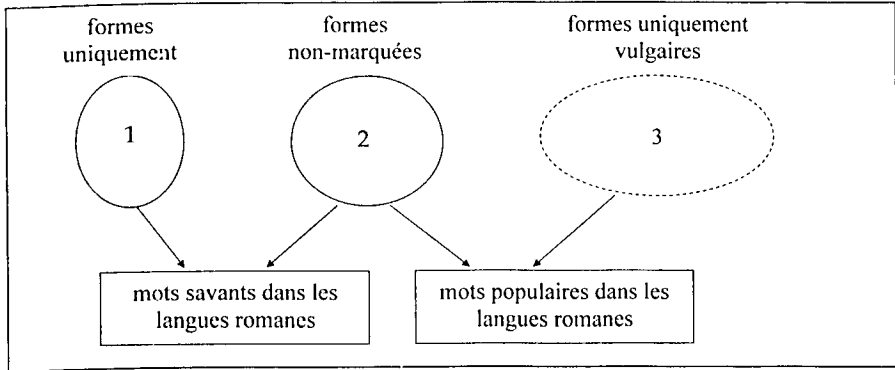 formes
uniquement
formes
non-marquées
formes uniquement
vulgaires
1
2
3
mots savants dans les
langues romanes
mots populaires dans les
langues romanes